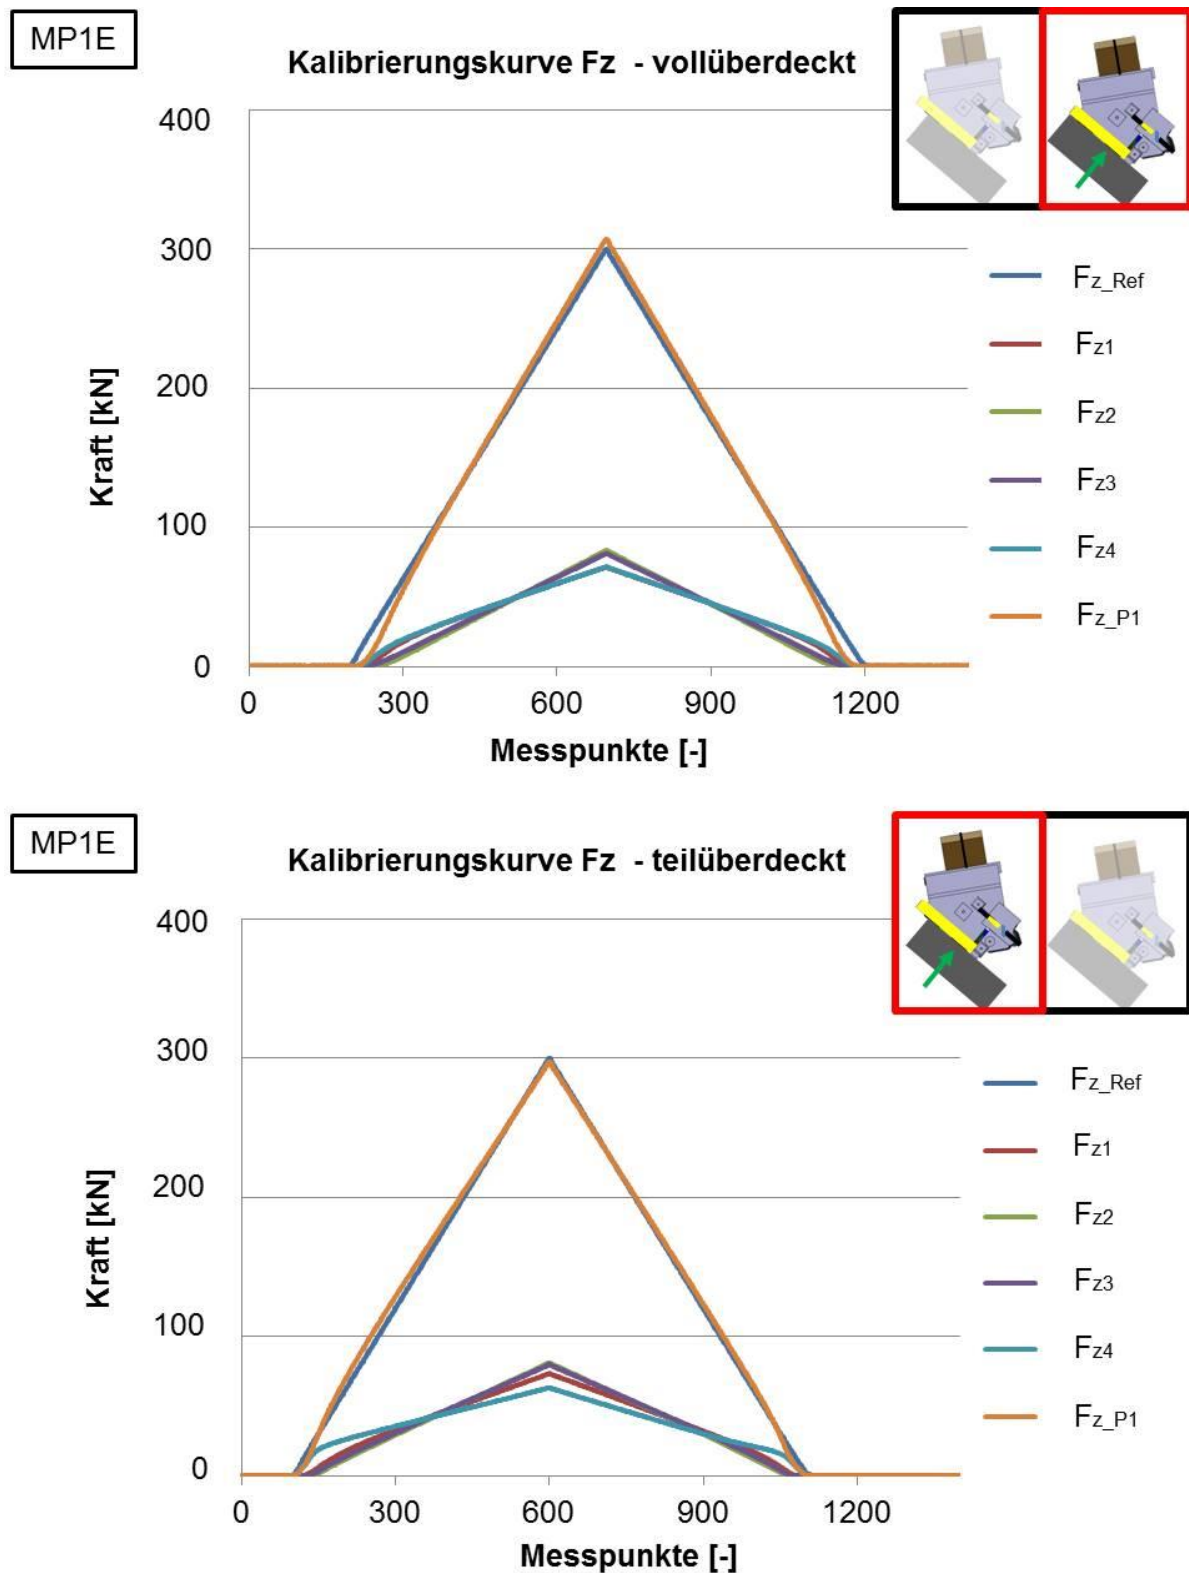 MP1E
Kalibrierungskurve Fz - vollüberdeckt
400
300
200
100
0
Kraft [kN]
0 300 600 900 1200
Messpunkte [-]
Fz_Ref
Fz1
Fz2
Fz3
Fz4
Fz_P1
MP1E
Kalibrierungskurve Fz - teilüberdeckt
400
300
200
100
0
Kraft [kN]
0 300 600 900 1200
Messpunkte [-]
Fz_Ref
Fz1
Fz2
Fz3
Fz4
Fz_P1